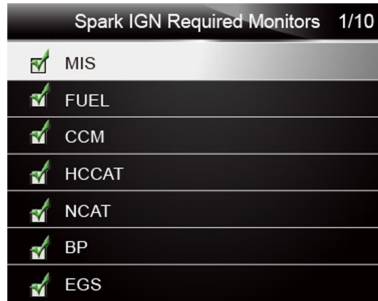 Spark IGN Required Monitors 1/10
MIS
FUEL
CCM
HCCAT
NCAT
BP
EGS